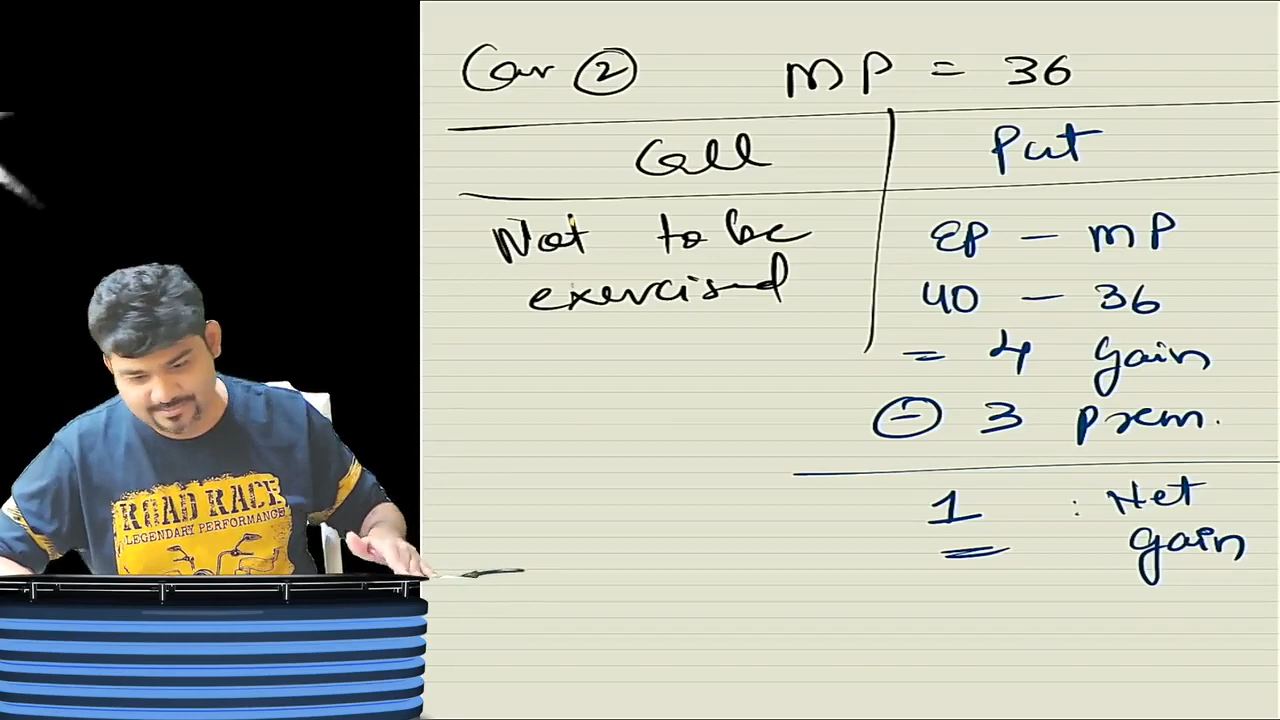 Case ② MP = 36
Call Put
Not to be
exercised
EP - MP
40 - 36
= 4 gain
⊖ 3 prem.
1 : Net
gain
ROAD RACE
LEGENDARY PERFORMANCE